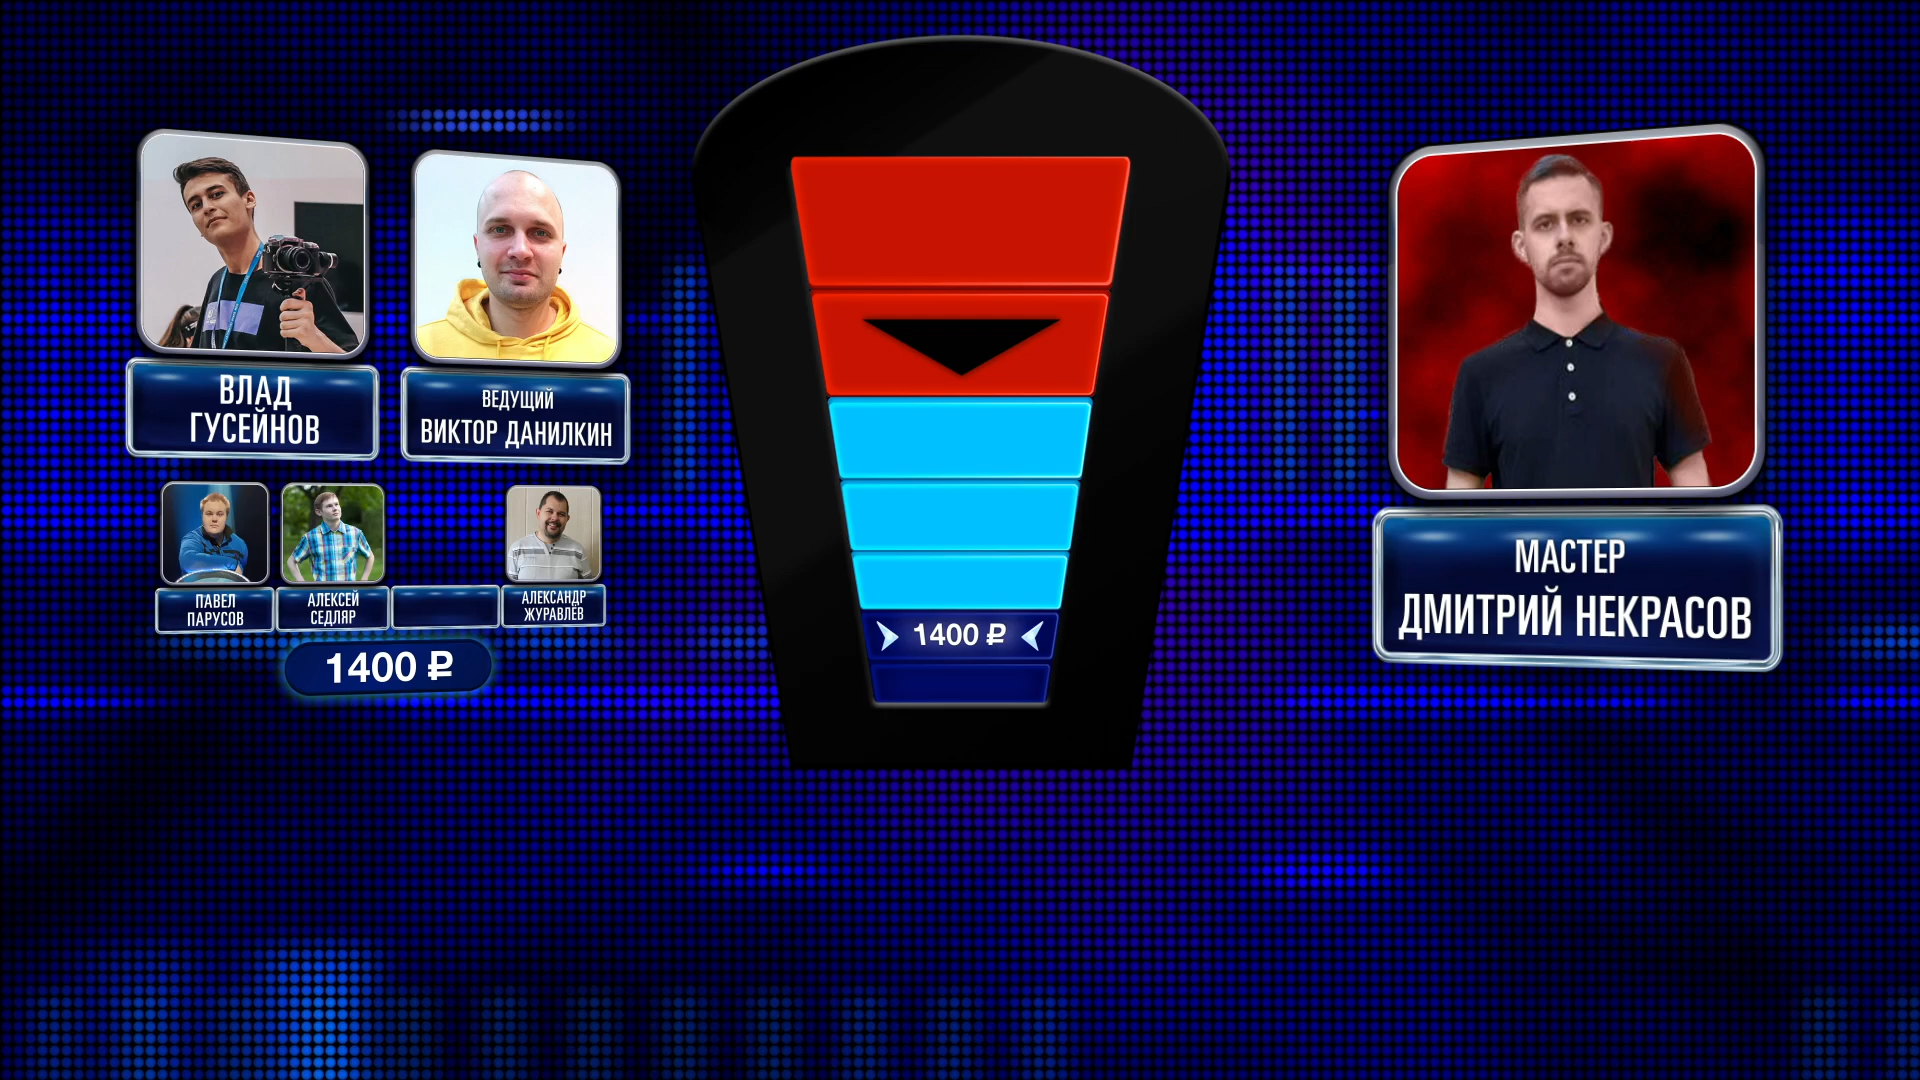 ВЛАД
ГУСЕЙНОВ
ВЕДУЩИЙ
ВИКТОР ДАНИЛКИН
ПАВЕЛ
ПАРУСОВ
АЛЕКСЕЙ
СЕДЛЯР
АЛЕКСАНДР
ЖУРАВЛЁВ
1400 ₽
1400 ₽
МАСТЕР
ДМИТРИЙ НЕКРАСОВ